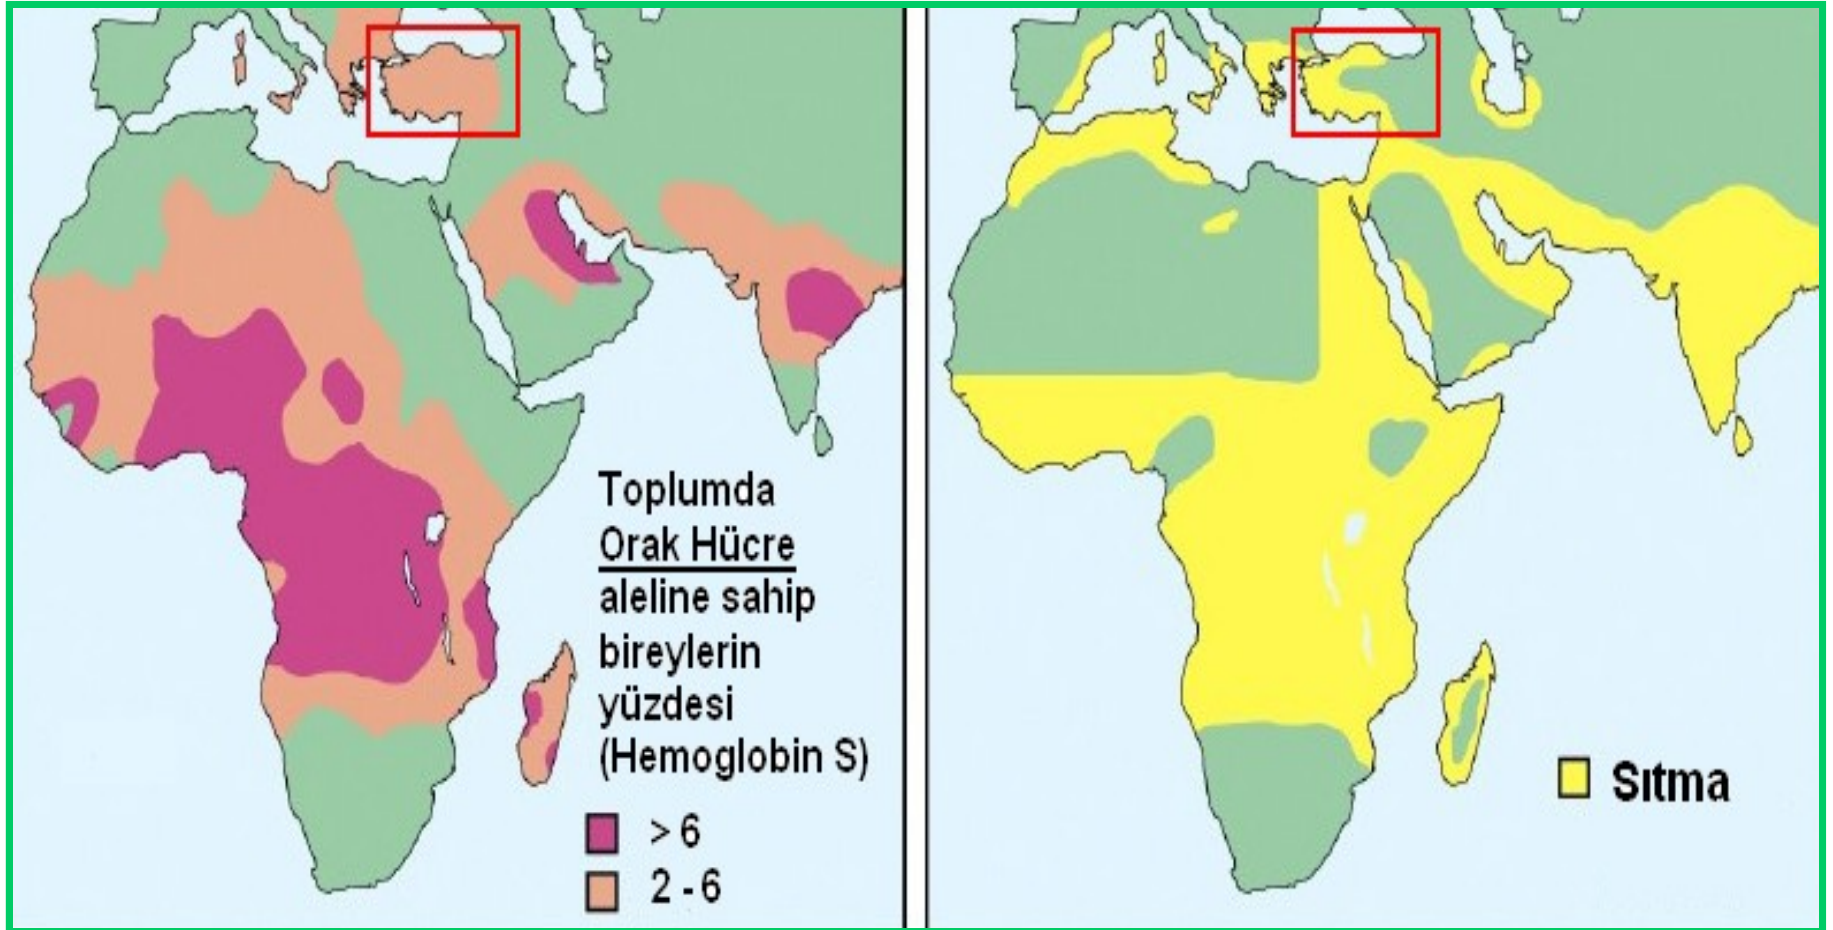 Toplumda
Orak Hücre
aleline sahip
bireylerin
yüzdesi
(Hemoglobin S)
> 6
2 - 6
Sıtma